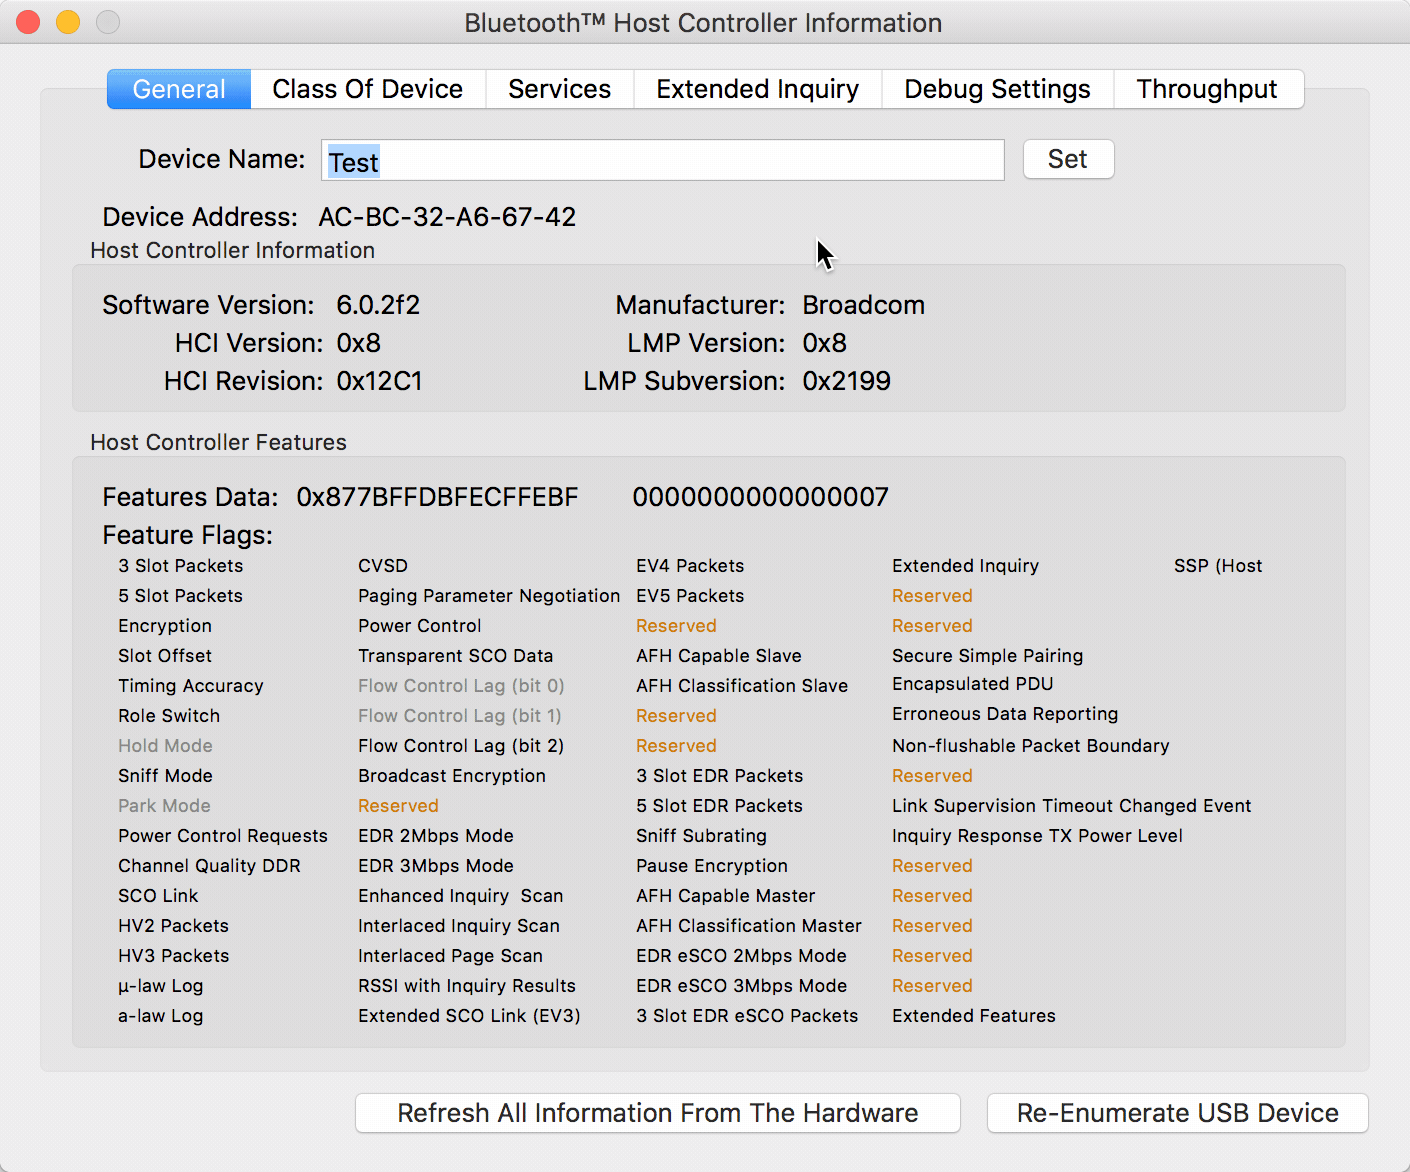 Bluetooth™ Host Controller Information
General Class Of Device Services Extended Inquiry Debug Settings Throughput
Device Name: Test Set
Device Address: AC-BC-32-A6-67-42
Host Controller Information
Software Version: 6.0.2f2 Manufacturer: Broadcom
HCI Version: 0x8 LMP Version: 0x8
HCI Revision: 0x12C1 LMP Subversion: 0x2199
Host Controller Features
Features Data: 0x877BFFDBFECFFEBF 0000000000000007
Feature Flags:
3 Slot Packets CVSD EV4 Packets Extended Inquiry SSP (Host
5 Slot Packets Paging Parameter Negotiation EV5 Packets Reserved
Encryption Power Control Reserved Reserved
Slot Offset Transparent SCO Data AFH Capable Slave Secure Simple Pairing
Timing Accuracy Flow Control Lag (bit 0) AFH Classification Slave Encapsulated PDU
Role Switch Flow Control Lag (bit 1) Reserved Erroneous Data Reporting
Hold Mode Flow Control Lag (bit 2) Reserved Non-flushable Packet Boundary
Sniff Mode Broadcast Encryption 3 Slot EDR Packets Reserved
Park Mode Reserved 5 Slot EDR Packets Link Supervision Timeout Changed Event
Power Control Requests EDR 2Mbps Mode Sniff Subrating Inquiry Response TX Power Level
Channel Quality DDR EDR 3Mbps Mode Pause Encryption Reserved
SCO Link Enhanced Inquiry  Scan AFH Capable Master Reserved
HV2 Packets Interlaced Inquiry Scan AFH Classification Master Reserved
HV3 Packets Interlaced Page Scan EDR eSCO 2Mbps Mode Reserved
µ-law Log RSSI with Inquiry Results EDR eSCO 3Mbps Mode Reserved
a-law Log Extended SCO Link (EV3) 3 Slot EDR eSCO Packets Extended Features
Refresh All Information From The Hardware Re-Enumerate USB Device